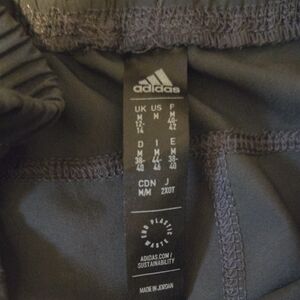 adidas
UK US F
M M M
12- 40-
14 42
D I E
M M M
38- 44- 38-
40 46 40
CDN J
M/M 2XOT
END PLASTIC WASTE
ADIDAS.COM/
SUSTAINABILITY
MADE IN JORDAN